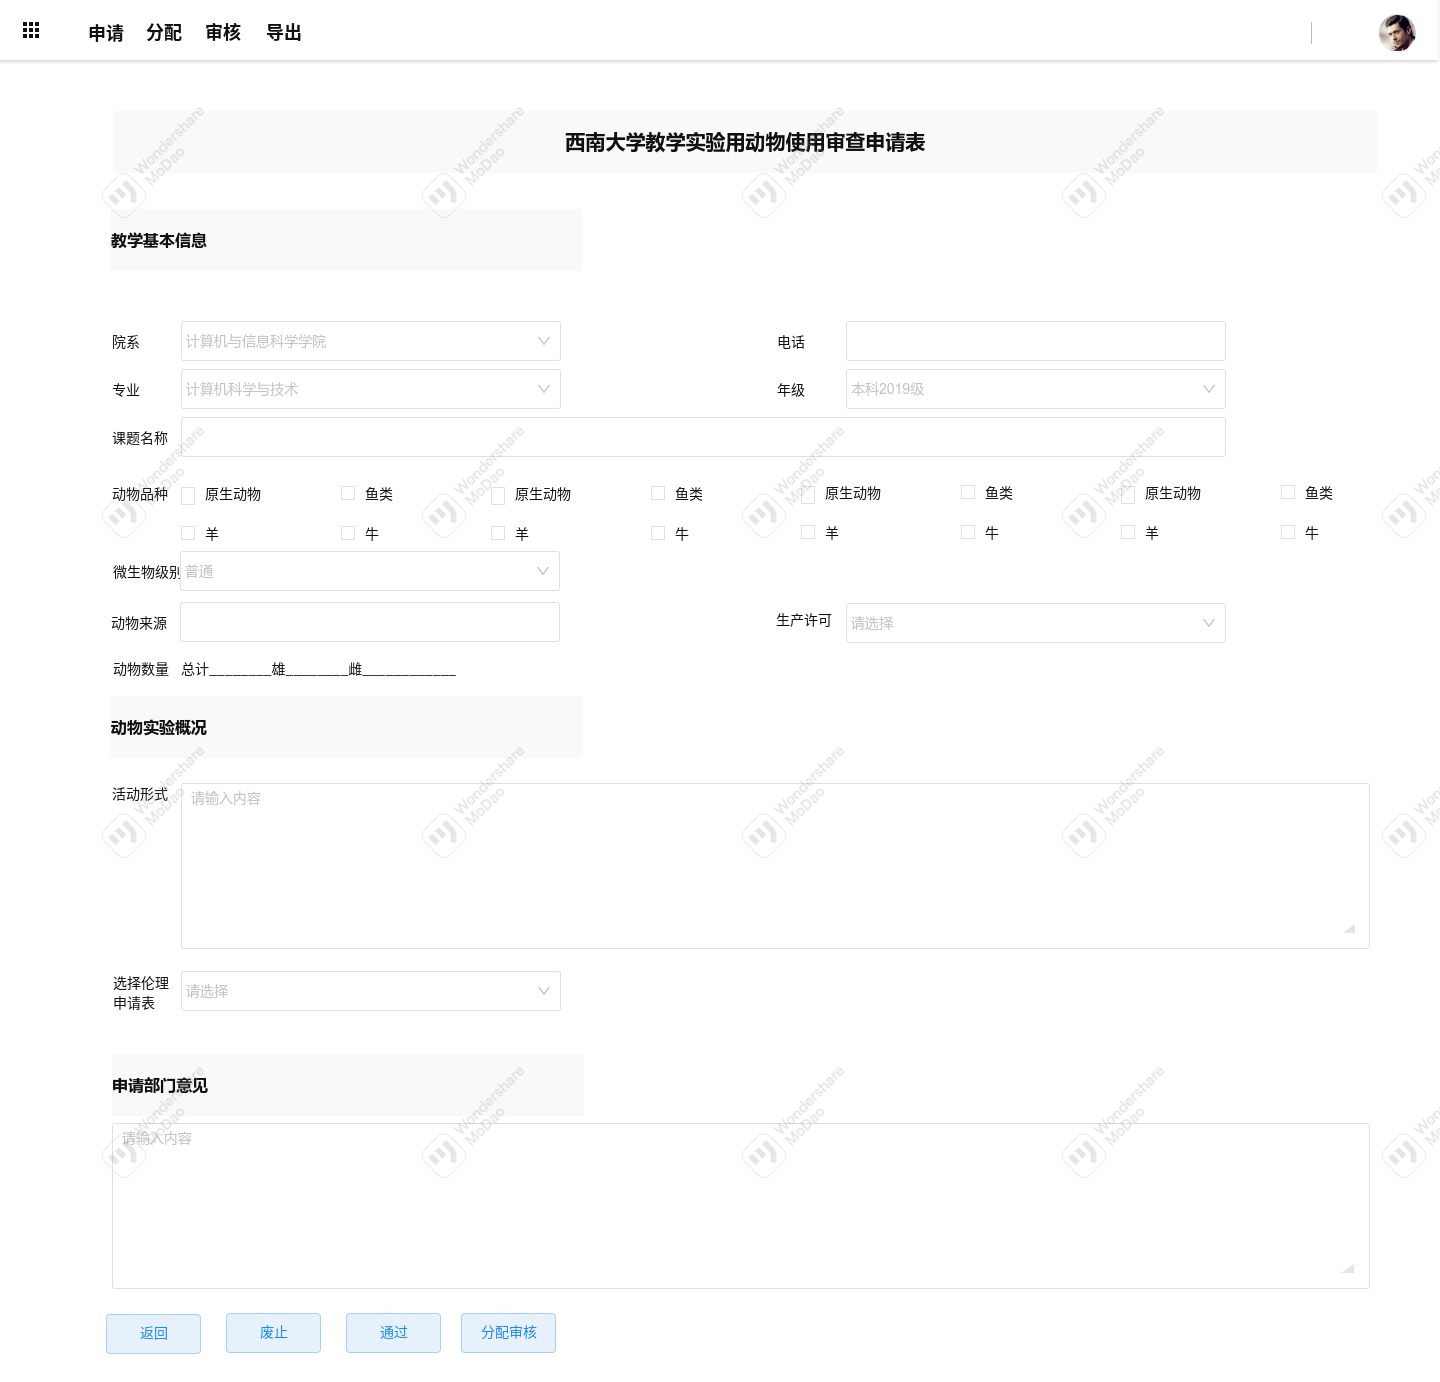 申请 分配 审核 导出
西南大学教学实验用动物使用审查申请表
教学基本信息
院系 计算机与信息科学学院 电话
专业 计算机科学与技术 年级 本科2019级
课题名称
动物品种 原生动物 鱼类 原生动物 鱼类 原生动物 鱼类 原生动物 鱼类
羊 牛 羊 牛 羊 牛 羊 牛
微生物级别 普通
动物来源 生产许可 请选择
动物数量 总计________雄________雌____________
动物实验概况
活动形式 请输入内容
选择伦理
申请表 请选择
申请部门意见
请输入内容
返回 废止 通过 分配审核
Wondershare
MoDao